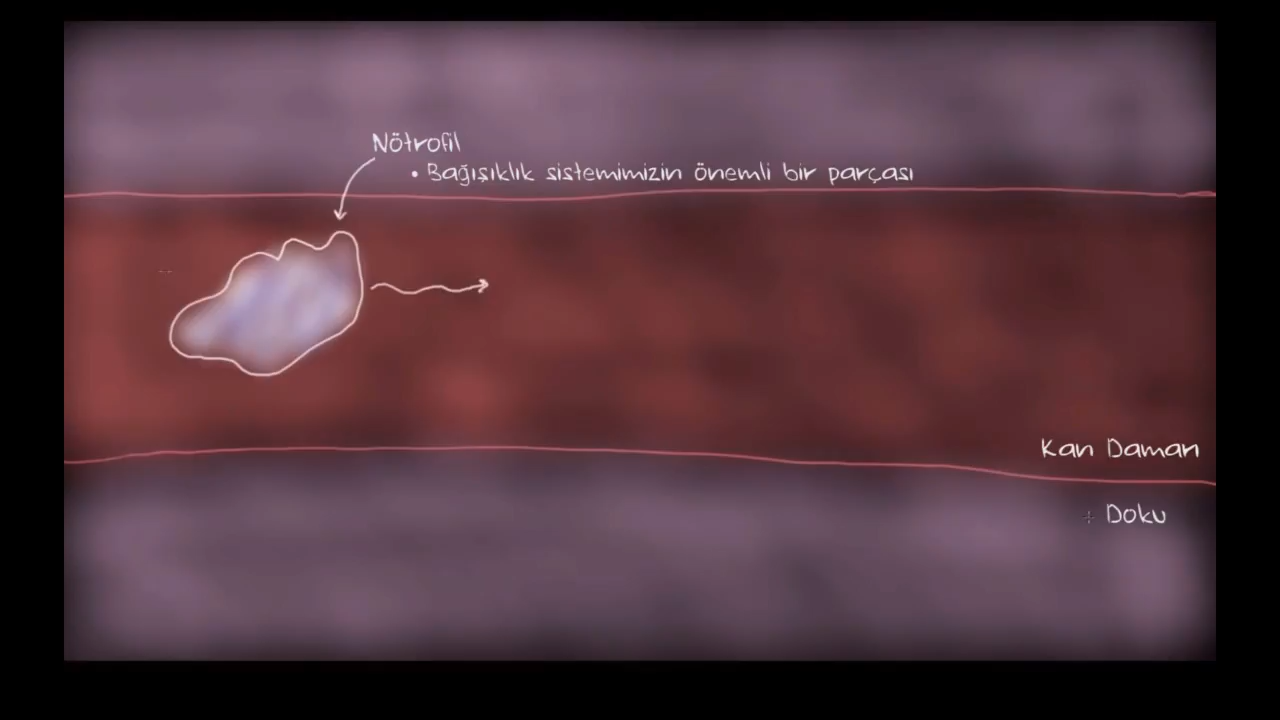 Nötrofil
• Bağışıklık sistemimizin önemli bir parçası
Kan Damarı
Doku